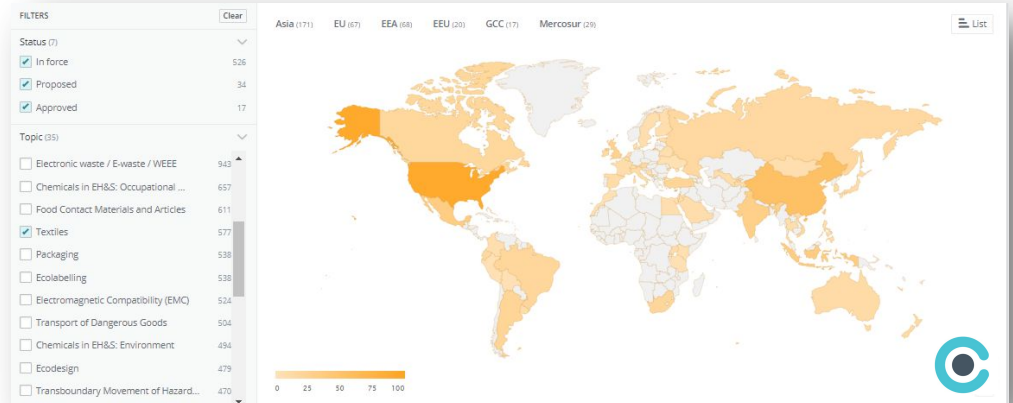 FILTERS
Clear
Status (7)
In force 526
Proposed 34
Approved 17
Topic (35)
Electronic waste / E-waste / WEEE 943
Chemicals in EH&S: Occupational ... 657
Food Contact Materials and Articles 611
Textiles 577
Packaging 538
Ecolabelling 538
Electromagnetic Compatibility (EMC) 524
Transport of Dangerous Goods 504
Chemicals in EH&S: Environment 494
Ecodesign 479
Transboundary Movement of Hazard... 470
Asia (171) EU (67) EEA (68) EEU (20) GCC (17) Mercosur (29)
List
0 25 50 75 100